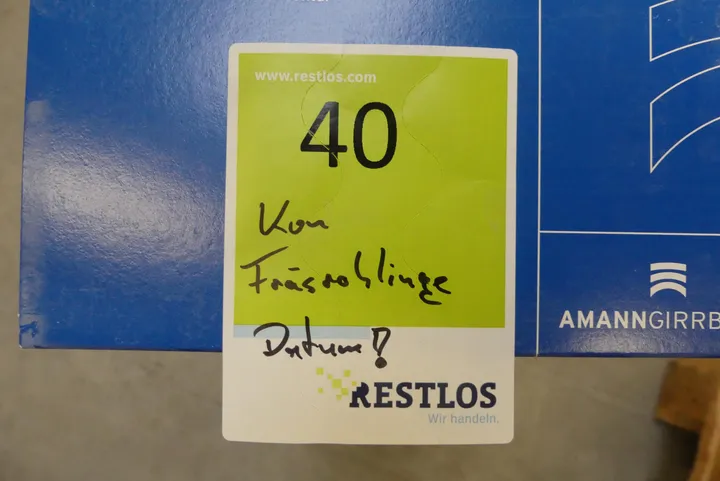 www.restlos.com
40
Kon
Fräsrohlinge
Datum!
RESTLOS
Wir handeln.
AMANNGIRRB